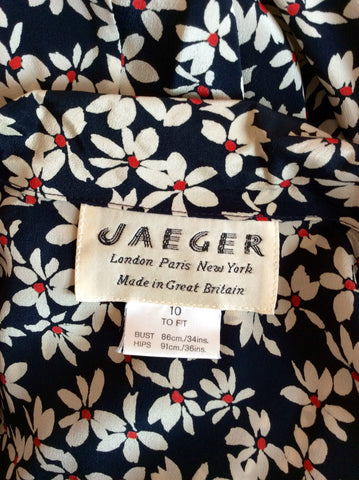 JAEGER
London Paris New York
Made in Great Britain
10
TO FIT
BUST 86cm./34ins.
HIPS 91cm./36ins.